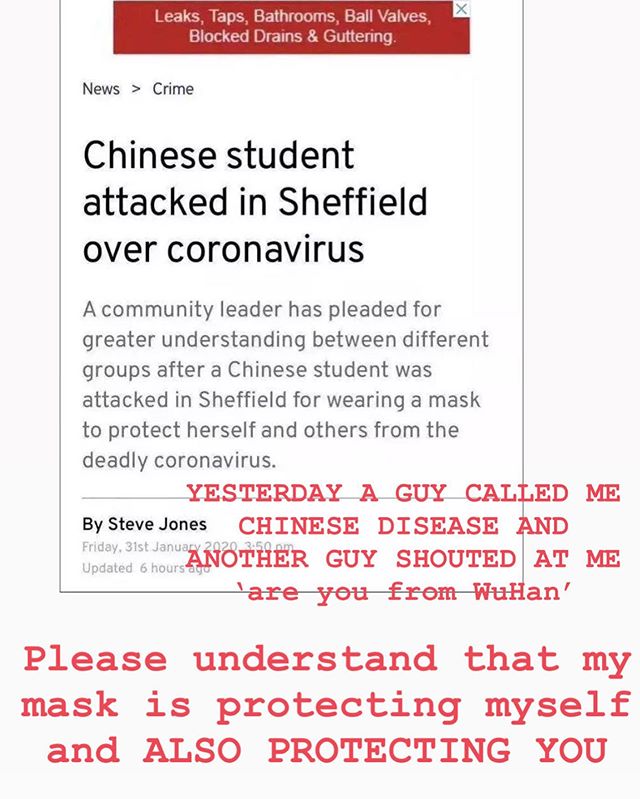 Leaks, Taps, Bathrooms, Ball Valves,
Blocked Drains & Guttering.
News > Crime
Chinese student
attacked in Sheffield
over coronavirus
A community leader has pleaded for
greater understanding between different
groups after a Chinese student was
attacked in Sheffield for wearing a mask
to protect herself and others from the
deadly coronavirus.
YESTERDAY A GUY CALLED ME
By Steve Jones
CHINESE DISEASE AND
Friday, 31st January 2020, 3:50 pm
ANOTHER GUY SHOUTED AT ME
Updated 6 hours ago
‘are you from WuHan’
Please understand that my
mask is protecting myself
and ALSO PROTECTING YOU